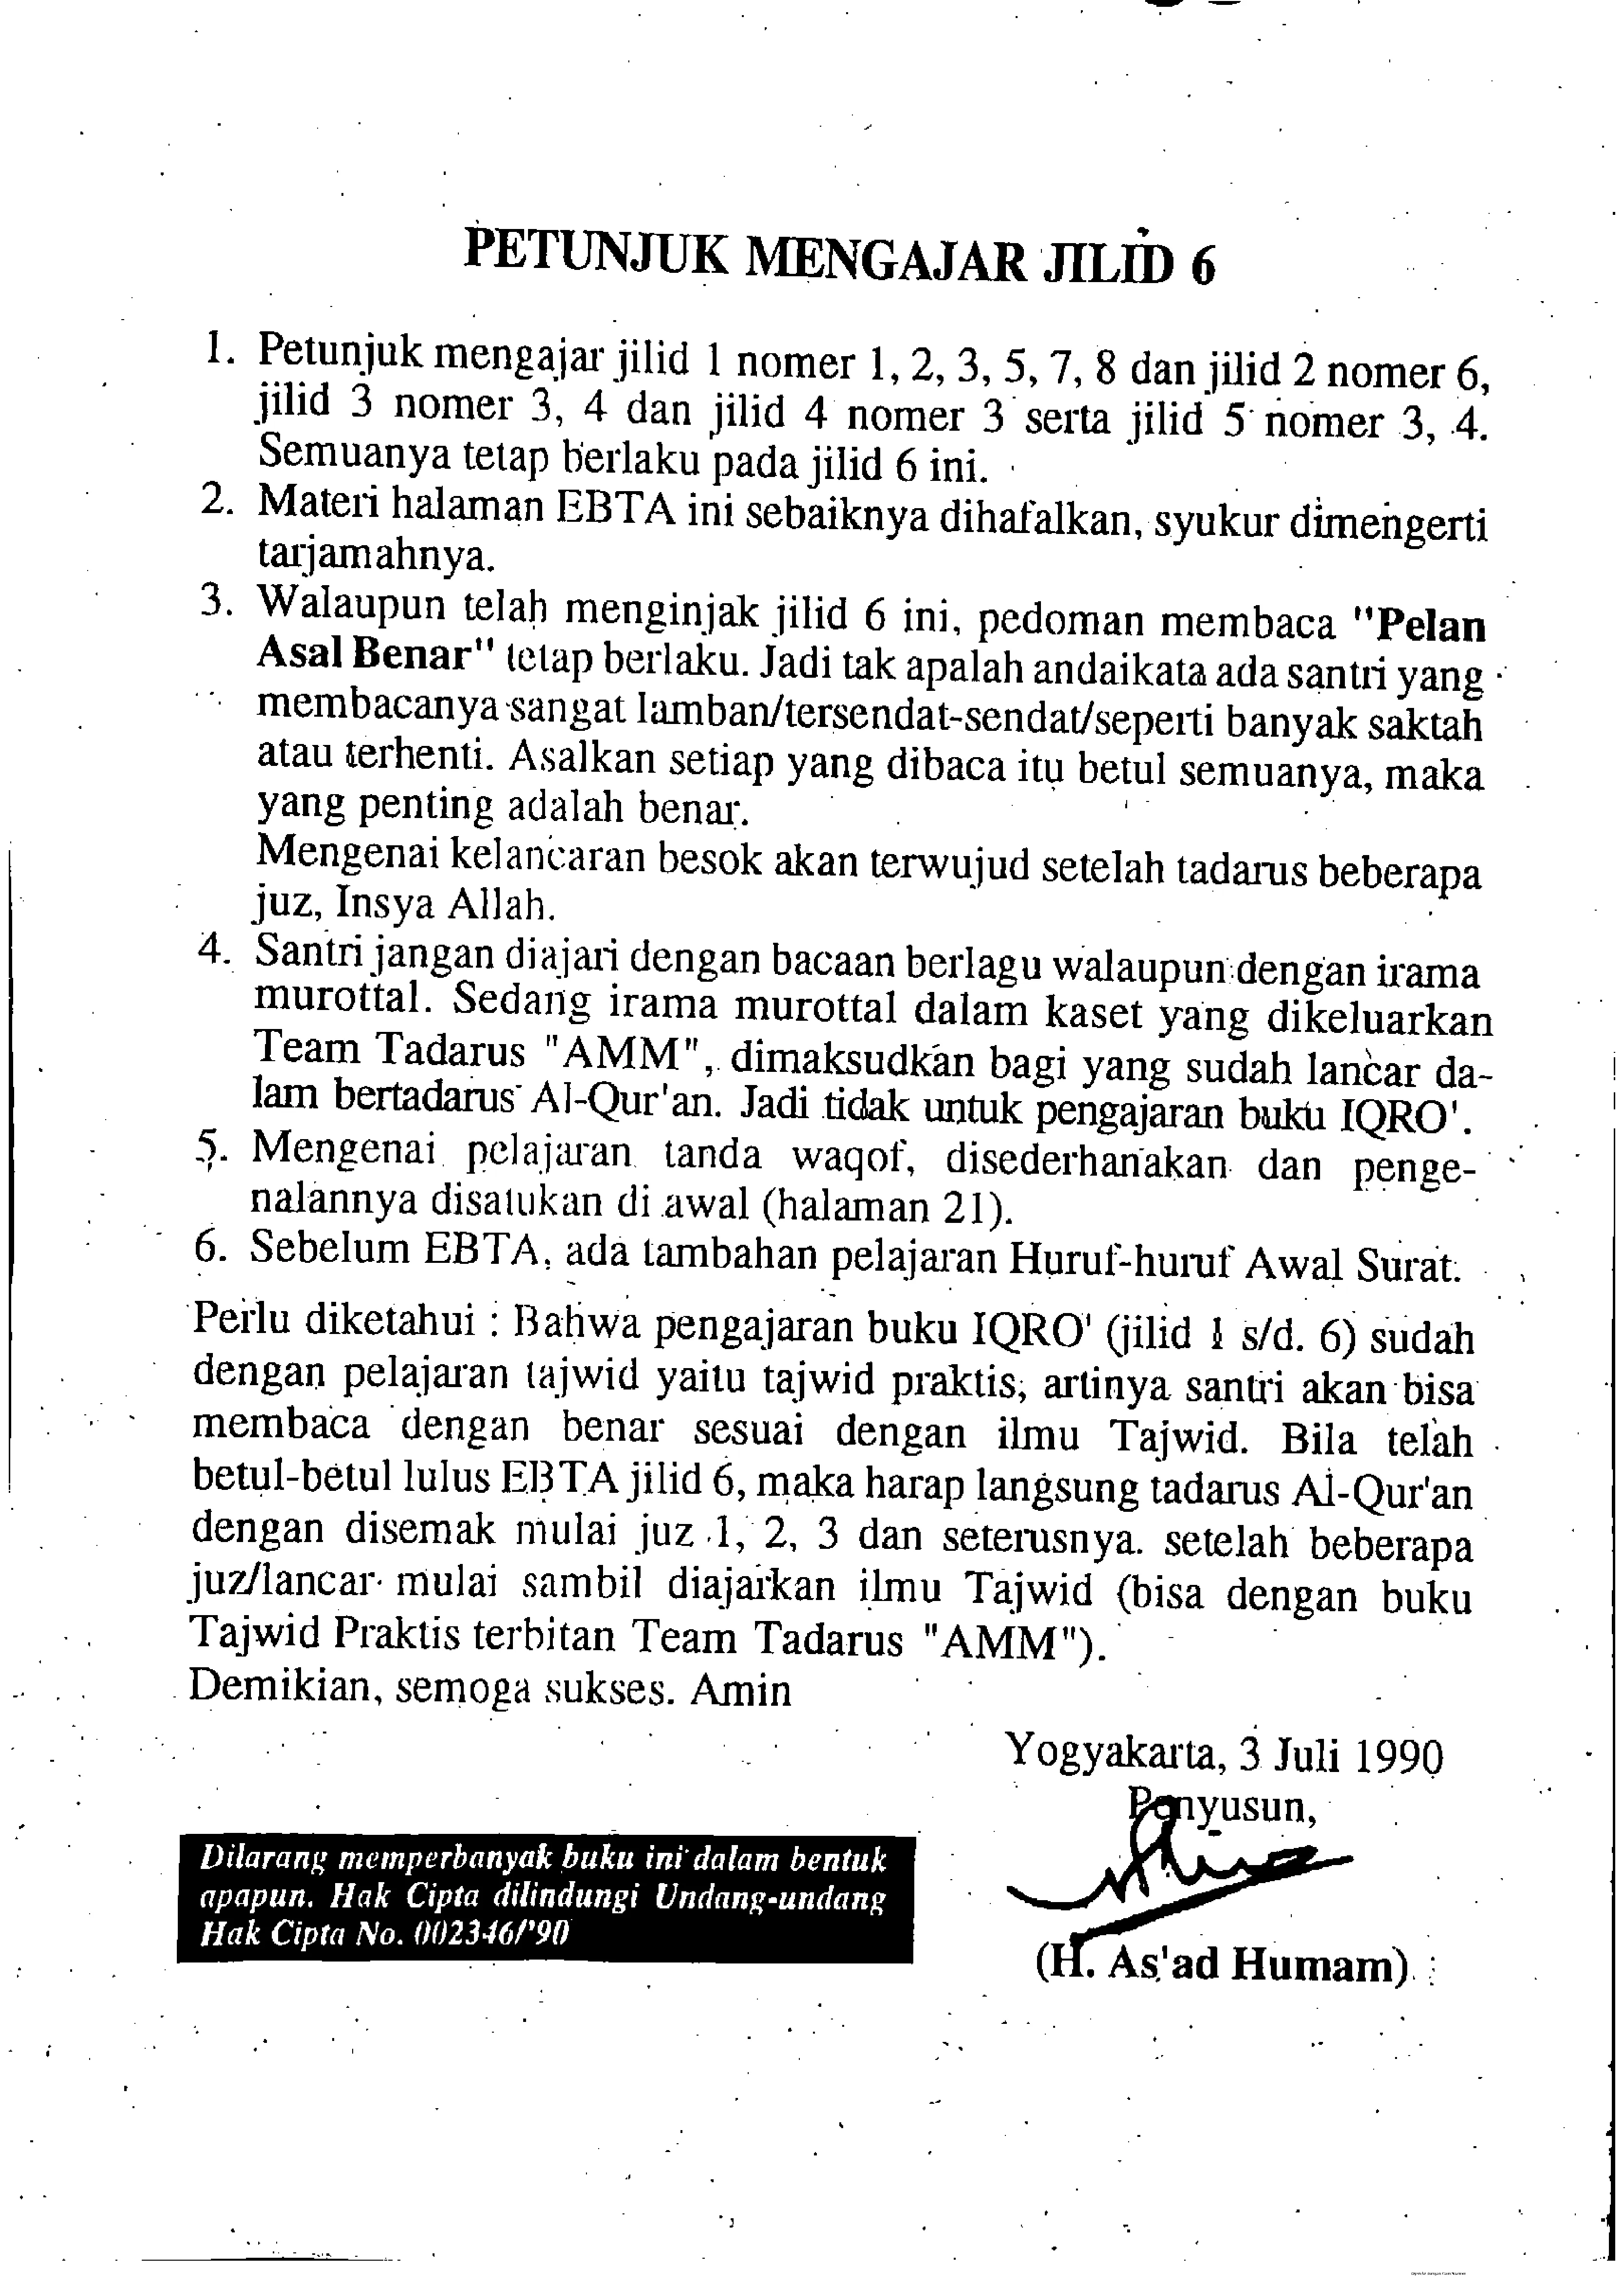 PETUNJUK MENGAJAR JILID 6
1. Petunjuk mengajar jilid 1 nomer 1, 2, 3, 5, 7, 8 dan jilid 2 nomer 6,
jilid 3 nomer 3, 4 dan jilid 4 nomer 3 serta jilid 5 nomer 3, 4.
Semuanya tetap berlaku pada jilid 6 ini.
2. Materi halaman EBTA ini sebaiknya dihafalkan, syukur dimengerti
tarjamahnya.
3. Walaupun telah menginjak jilid 6 ini, pedoman membaca "Pelan
Asal Benar" tetap berlaku. Jadi tak apalah andaikata ada santri yang
membacanya sangat lamban/tersendat-sendat/seperti banyak saktah
atau terhenti. Asalkan setiap yang dibaca itu betul semuanya, maka
yang penting adalah benar.
Mengenai kelancaran besok akan terwujud setelah tadarus beberapa
juz, Insya Allah.
4. Santri jangan diajari dengan bacaan berlagu walaupun dengan irama
murottal. Sedang irama murottal dalam kaset yang dikeluarkan
Team Tadarus "AMM", dimaksudkan bagi yang sudah lancar da-
lam bertadarus Al-Qur'an. Jadi tidak untuk pengajaran buku IQRO'.
5. Mengenai pelajaran tanda waqof, disederhanakan dan penge-
nalannya disatukan di awal (halaman 21).
6. Sebelum EBTA, ada tambahan pelajaran Huruf-huruf Awal Surat.
Perlu diketahui : Bahwa pengajaran buku IQRO' (jilid 1 s/d. 6) sudah
dengan pelajaran tajwid yaitu tajwid praktis, artinya santri akan bisa
membaca dengan benar sesuai dengan ilmu Tajwid. Bila telah
betul-betul lulus EBTA jilid 6, maka harap langsung tadarus Al-Qur'an
dengan disemak mulai juz 1, 2, 3 dan seterusnya. setelah beberapa
juz/lancar mulai sambil diajarkan ilmu Tajwid (bisa dengan buku
Tajwid Praktis terbitan Team Tadarus "AMM").
Demikian, semoga sukses. Amin
Yogyakarta, 3 Juli 1990
Penyusun,
Dilarang memperbanyak buku ini dalam bentuk
apapun. Hak Cipta dilindungi Undang-undang
Hak Cipta No. 002346/'90
(H. As'ad Humam)